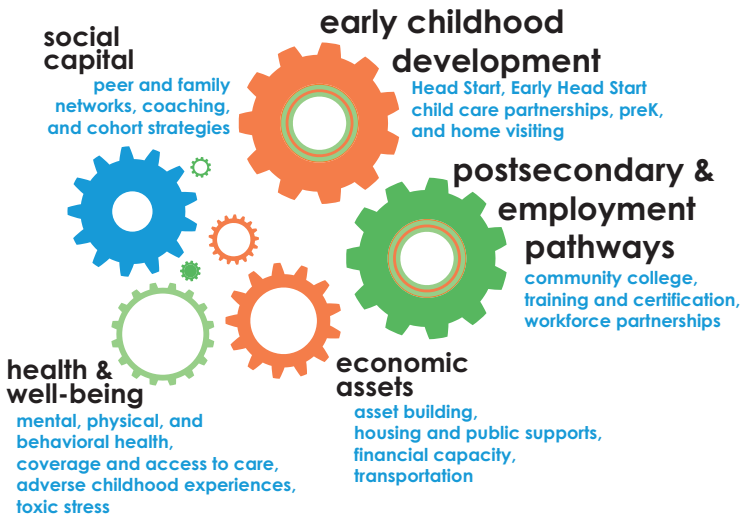 social
capital
peer and family
networks, coaching,
and cohort strategies
early childhood
development
Head Start, Early Head Start
child care partnerships, preK,
and home visiting
postsecondary &
employment
pathways
community college,
training and certification,
workforce partnerships
economic
assets
asset building,
housing and public supports,
financial capacity,
transportation
health &
well-being
mental, physical, and
behavioral health,
coverage and access to care,
adverse childhood experiences,
toxic stress